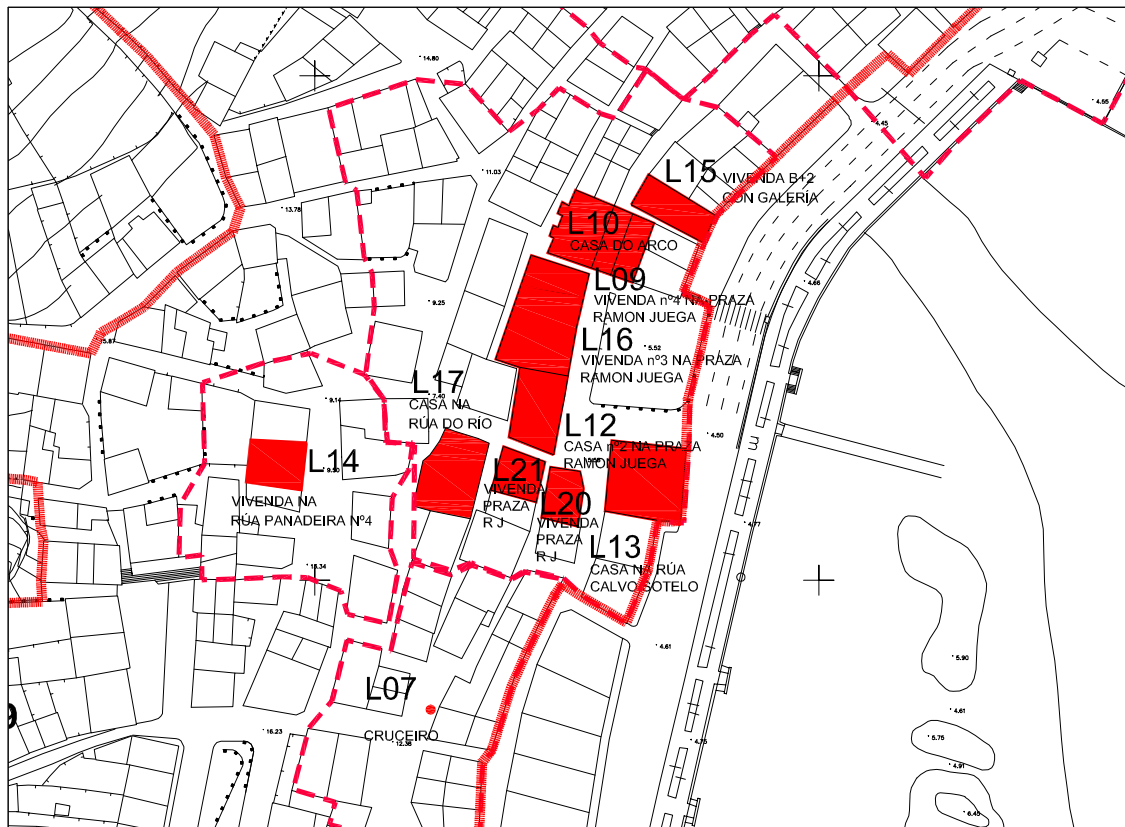 14.80
4.55
4.45
11.03
L15
VIVENDA B+2
CON GALERÍA
13.78
L10
CASA DO ARCO
L09
VIVENDA nº4 NA PRAZA
RAMON JUEGA
4.66
9.25
L16
5.52
VIVENDA nº3 NA PRAZA
RAMON JUEGA
L17
7.40
CASA NA
RÚA DO RÍO
9.14
L12
CASA nº2 NA PRAZA
RAMON JUEGA
4.50
L14
9.50
VIVENDA NA
RÚA PANADEIRA Nº4
L21
VIVENDA
PRAZA
R J
L20
VIVENDA
PRAZA
R J
4.77
L13
CASA NA RÚA
CALVO SOTELO
4.61
5.90
L07
CRUCEIRO
12.38
16.23
9
4.61
4.75
5.75
4.91
6.45